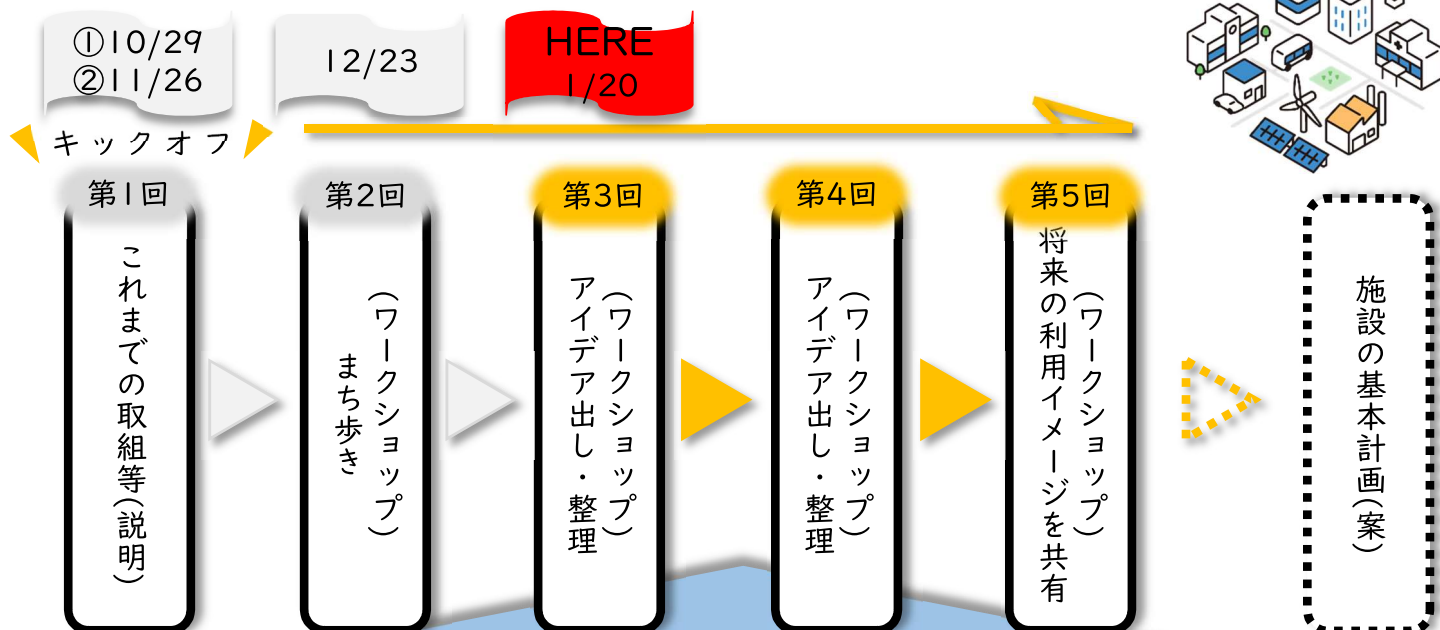 ①10/29
②11/26
12/23
HERE
1/20
キックオフ
第1回
これまでの取組等(説明)
第2回
(ワークショップ)
まち歩き
第3回
(ワークショップ)
アイデア出し・整理
第4回
(ワークショップ)
アイデア出し・整理
第5回
(ワークショップ)
将来の利用イメージを共有
施設の基本計画(案)